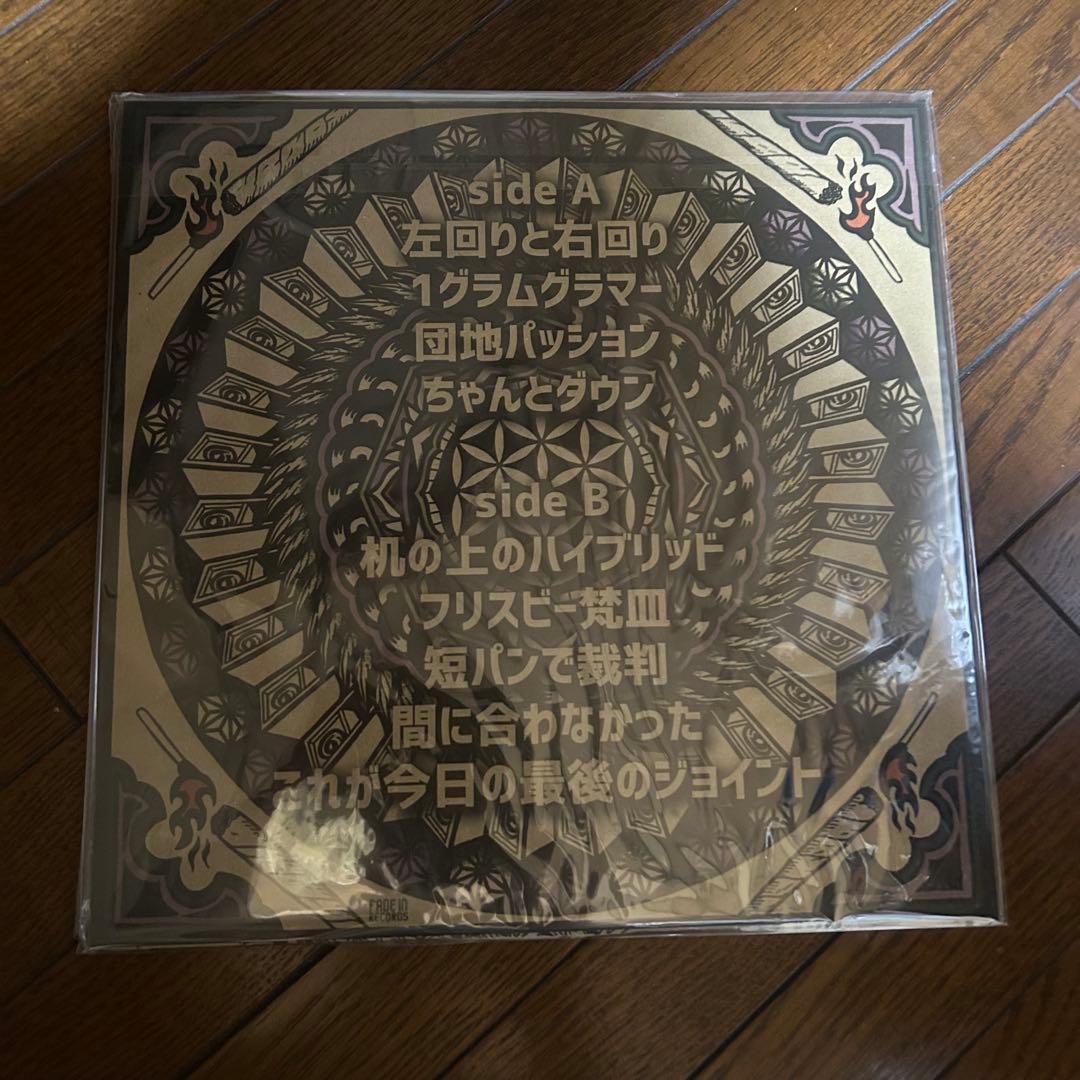 side A
左回りと右回り
1グラムグラマー
団地パッション
ちゃんとダウン
side B
机の上のハイブリッド
フリスビー梵皿
短パンで裁判
間に合わなかった
これが今日の最後のジョイント
FADE IN
RECORDS